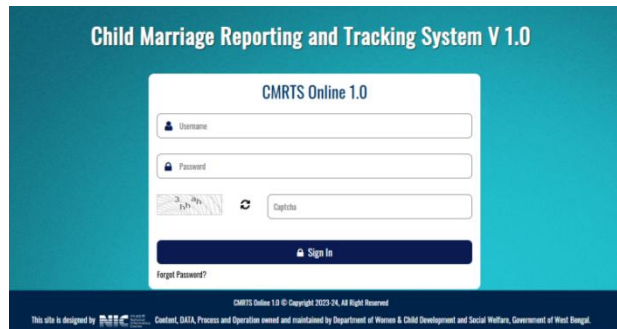 Child Marriage Reporting and Tracking System V 1.0
CMRTS Online 1.0
Username
Password
Captcha
Sign In
Forget Password?
CMRTS Online 1.0 © Copyright 2023-24, All Right Reserved
This site is designed by NIC Content, DATA, Process and Operation owned and maintained by Department of Women & Child Development and Social Welfare, Government of West Bengal.